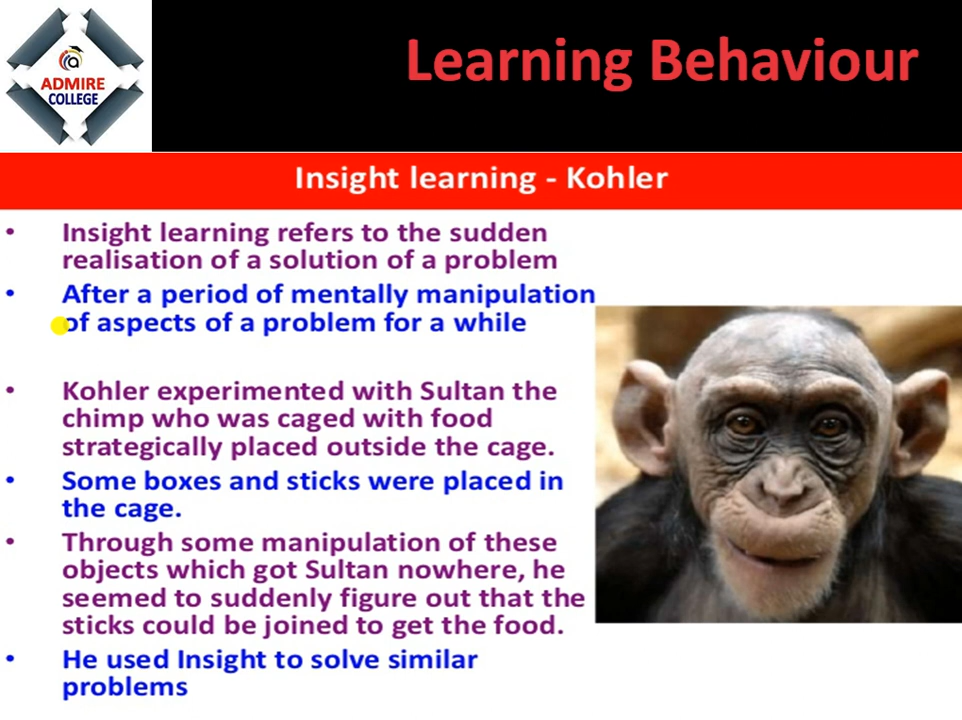 ADMIRE
COLLEGE
Learning Behaviour
Insight learning - Kohler
• Insight learning refers to the sudden
realisation of a solution of a problem
• After a period of mentally manipulation
of aspects of a problem for a while
• Kohler experimented with Sultan the
chimp who was caged with food
strategically placed outside the cage.
• Some boxes and sticks were placed in
the cage.
• Through some manipulation of these
objects which got Sultan nowhere, he
seemed to suddenly figure out that the
sticks could be joined to get the food.
• He used Insight to solve similar
problems